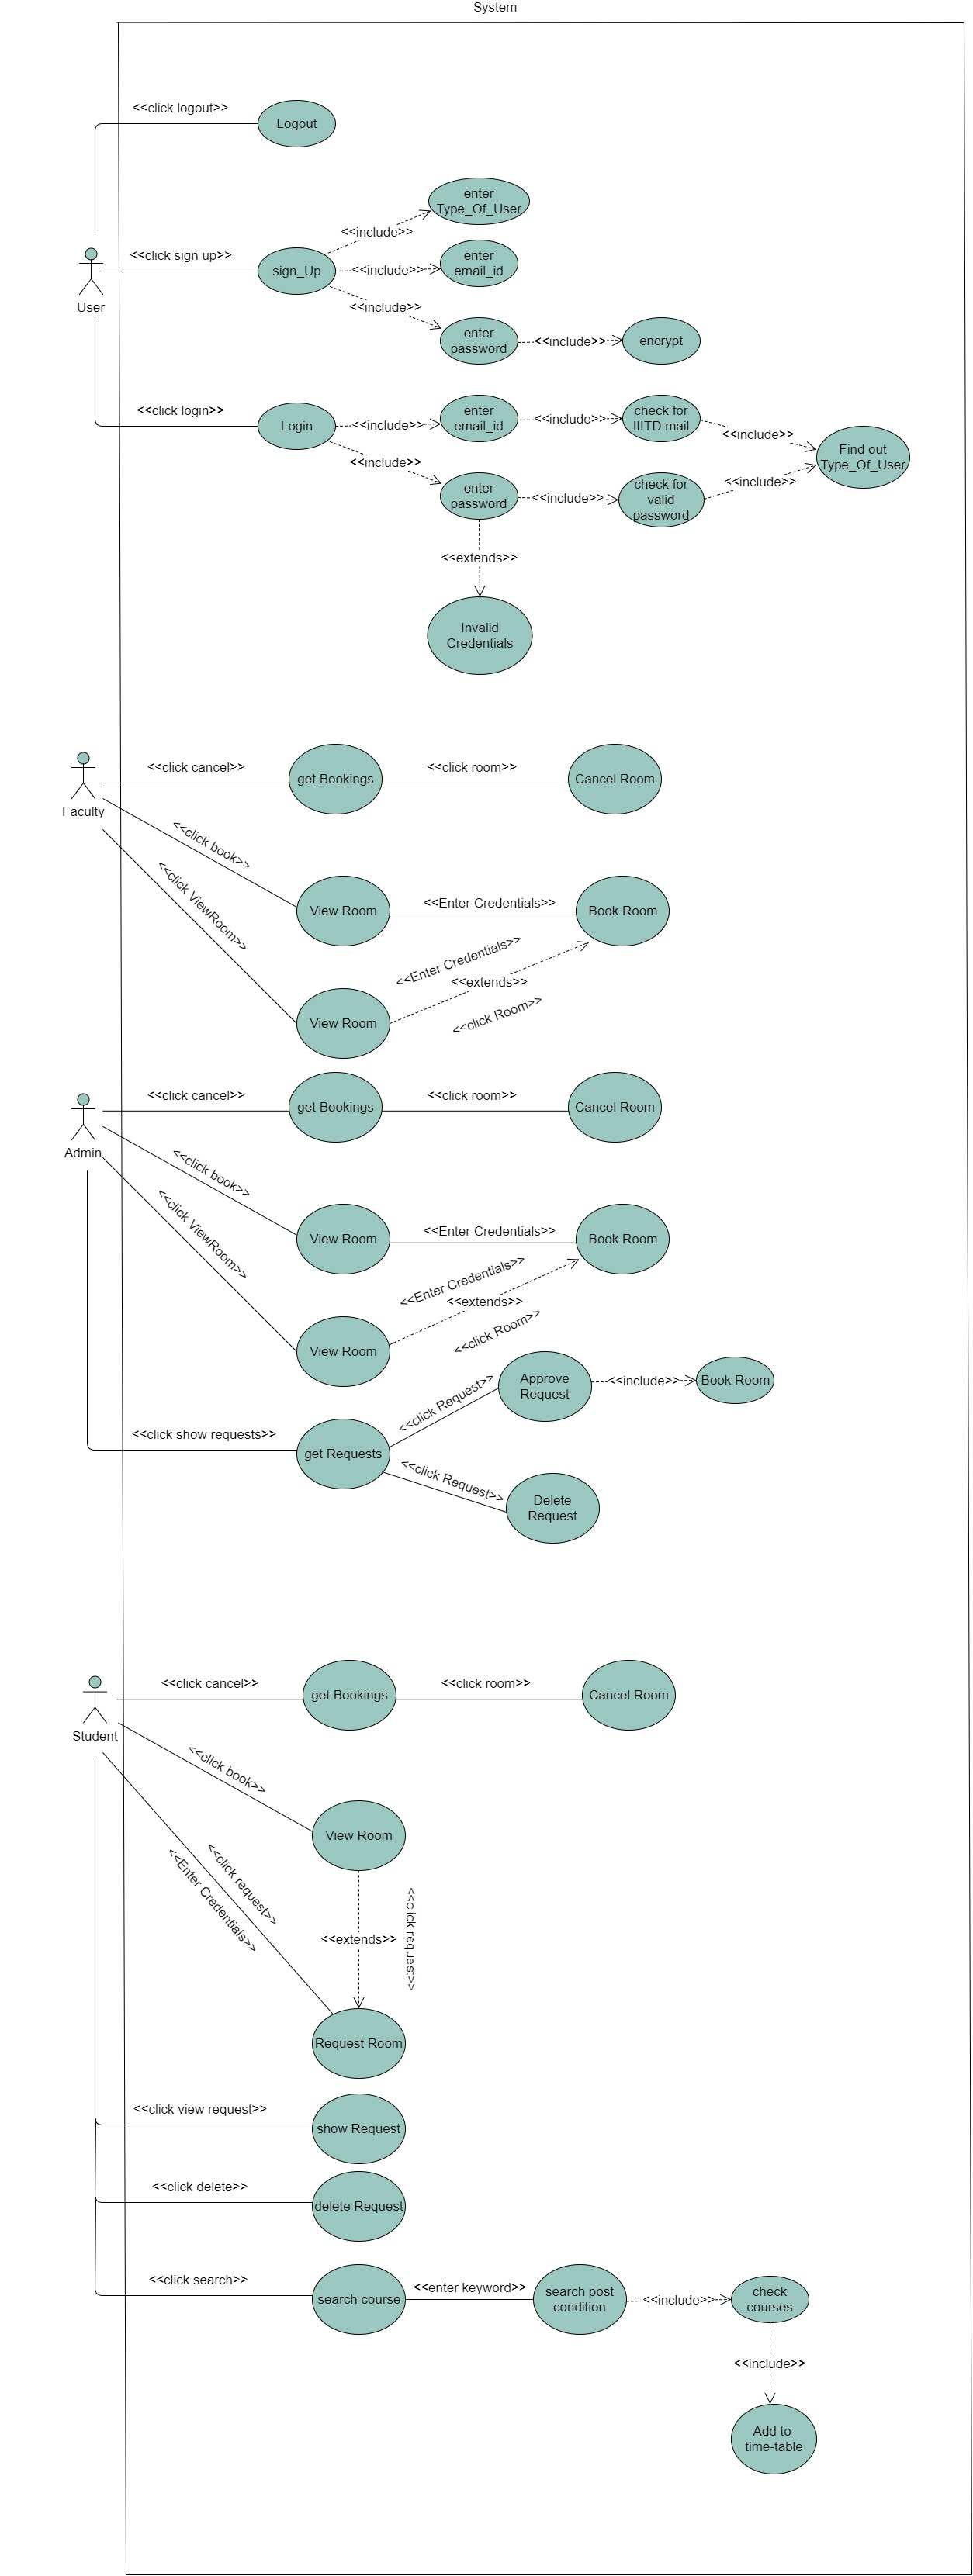 System
<<click logout>>
Logout
enter
Type_Of_User
<<include>>
<<click sign up>>
sign_Up
<<include>>
enter
email_id
User
<<include>>
enter
password
<<include>>
encrypt
<<click login>>
Login
<<include>>
enter
email_id
<<include>>
check for
IIITD mail
<<include>>
Find out
Type_Of_User
<<include>>
enter
password
<<include>>
check for
valid
password
<<include>>
<<extends>>
Invalid
Credentials
Faculty
<<click cancel>>
get Bookings
<<click room>>
Cancel Room
<<click book>>
<<click ViewRoom>>
View Room
<<Enter Credentials>>
Book Room
<<Enter Credentials>>
<<extends>>
<<click Room>>
View Room
Admin
<<click cancel>>
get Bookings
<<click room>>
Cancel Room
<<click book>>
<<click ViewRoom>>
View Room
<<Enter Credentials>>
Book Room
<<Enter Credentials>>
<<extends>>
<<click Room>>
View Room
<<click show requests>>
get Requests
<<click Request>>
Approve
Request
<<include>>
Book Room
<<click Request>>
Delete
Request
Student
<<click cancel>>
get Bookings
<<click room>>
Cancel Room
<<click book>>
View Room
<<click request>>
<<Enter Credentials>>
<<extends>>
<<click request>>
Request Room
<<click view request>>
show Request
<<click delete>>
delete Request
<<click search>>
search course
<<enter keyword>>
search post
condition
<<include>>
check
courses
<<include>>
Add to
time-table